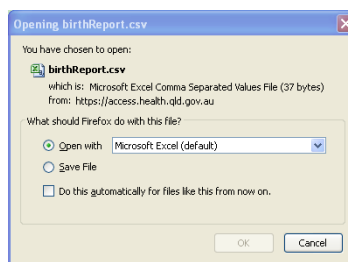 Opening birthReport.csv
You have chosen to open:
birthReport.csv
which is: Microsoft Excel Comma Separated Values File (37 bytes)
from: https://access.health.qld.gov.au
What should Firefox do with this file?
Open with Microsoft Excel (default)
Save File
Do this automatically for files like this from now on.
OK Cancel